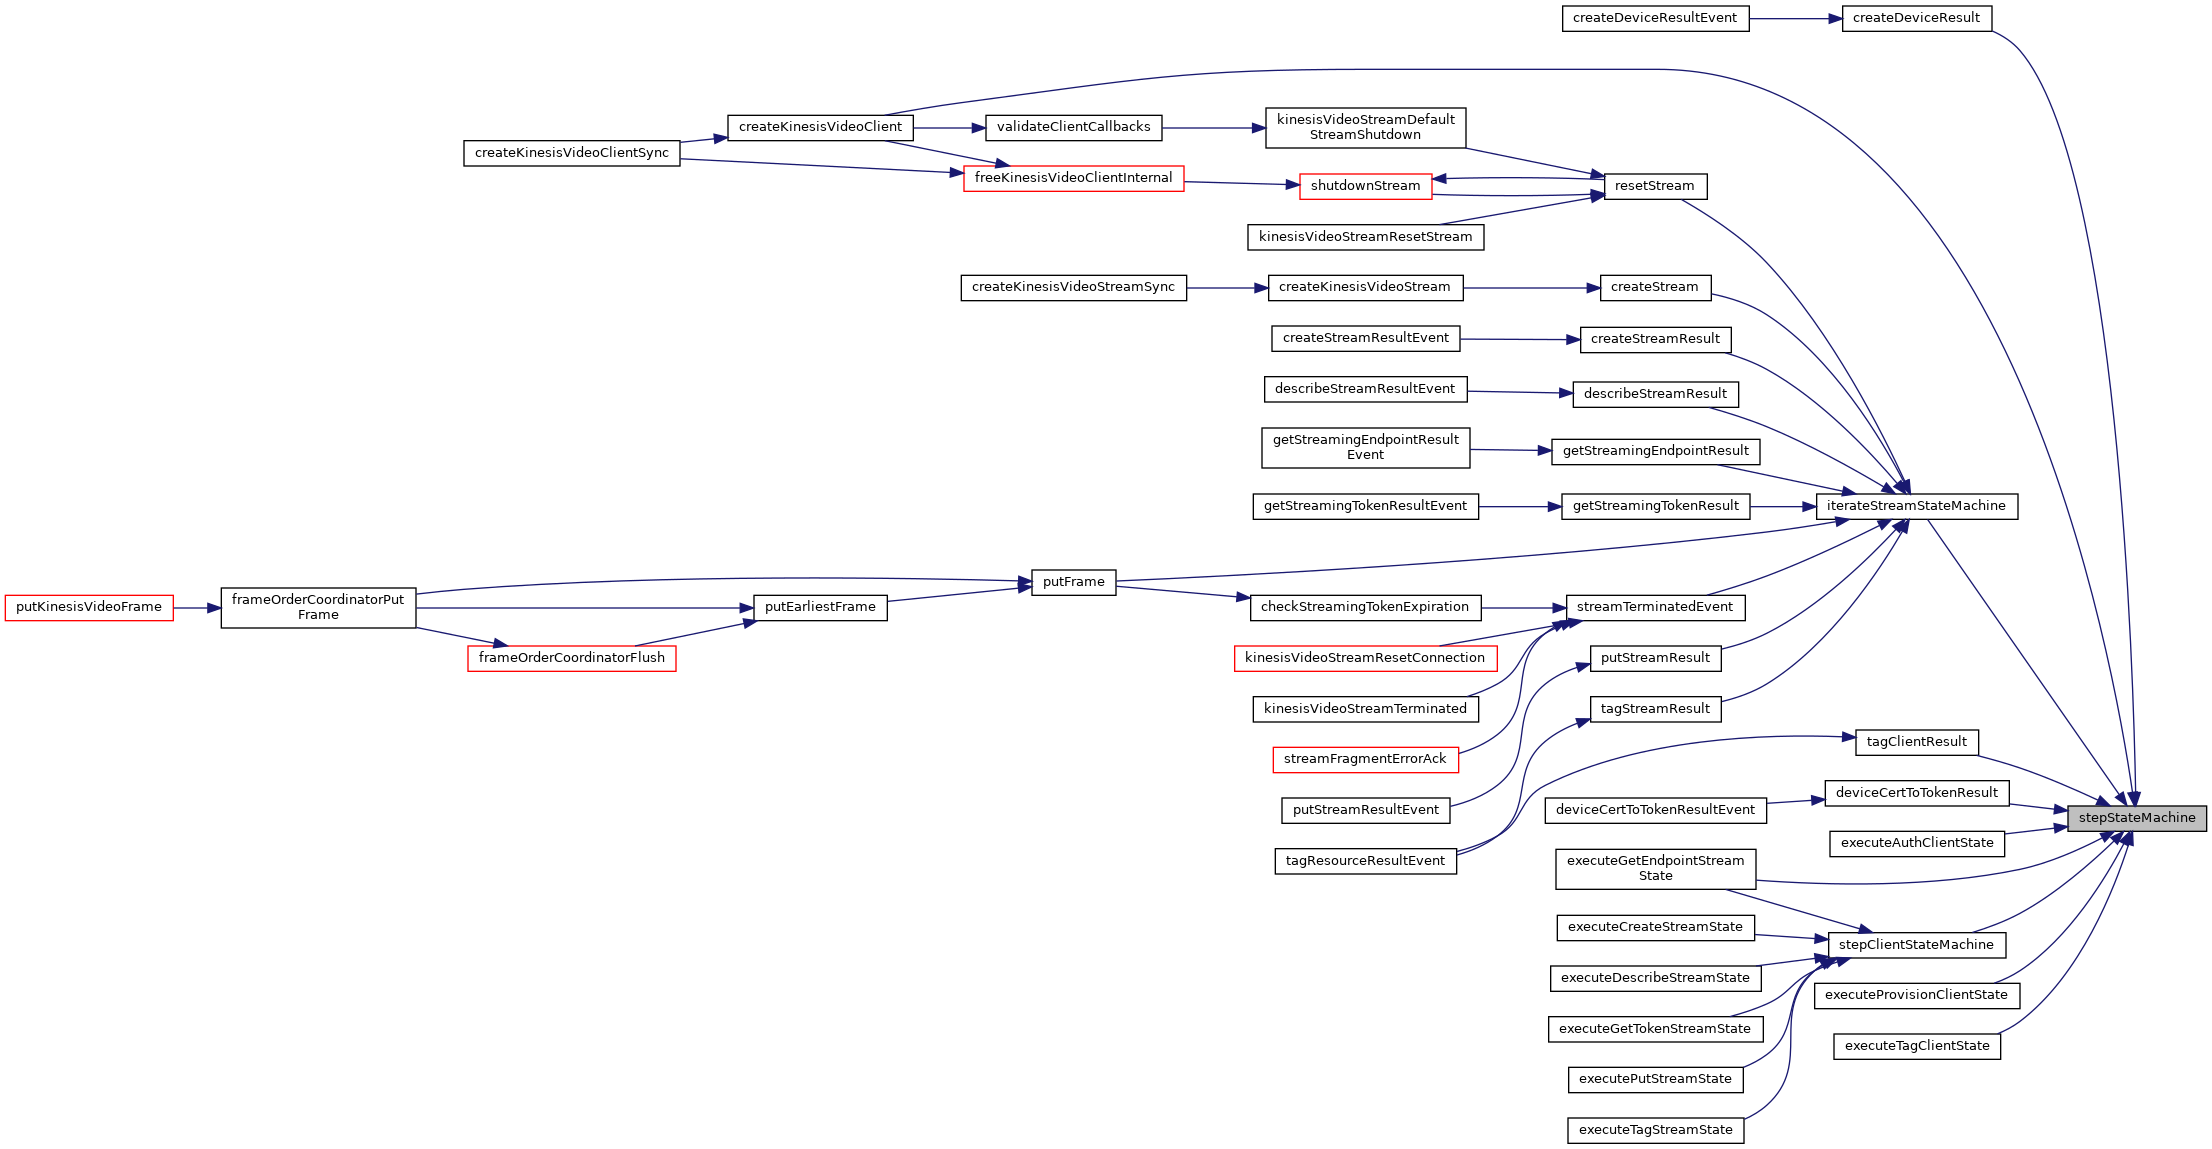 createDeviceResultEvent
createDeviceResult
createKinesisVideoClient
validateClientCallbacks
kinesisVideoStreamDefault
StreamShutdown
createKinesisVideoClientSync
freeKinesisVideoClientInternal
shutdownStream
resetStream
kinesisVideoStreamResetStream
createKinesisVideoStreamSync
createKinesisVideoStream
createStream
createStreamResultEvent
createStreamResult
describeStreamResultEvent
describeStreamResult
getStreamingEndpointResult
Event
getStreamingEndpointResult
getStreamingTokenResultEvent
getStreamingTokenResult
iterateStreamStateMachine
putFrame
putKinesisVideoFrame
frameOrderCoordinatorPut
Frame
putEarliestFrame
checkStreamingTokenExpiration
streamTerminatedEvent
frameOrderCoordinatorFlush
kinesisVideoStreamResetConnection
putStreamResult
kinesisVideoStreamTerminated
tagStreamResult
tagClientResult
streamFragmentErrorAck
deviceCertToTokenResult
putStreamResultEvent
deviceCertToTokenResultEvent
stepStateMachine
executeAuthClientState
tagResourceResultEvent
executeGetEndpointStream
State
executeCreateStreamState
stepClientStateMachine
executeDescribeStreamState
executeProvisionClientState
executeGetTokenStreamState
executeTagClientState
executePutStreamState
executeTagStreamState